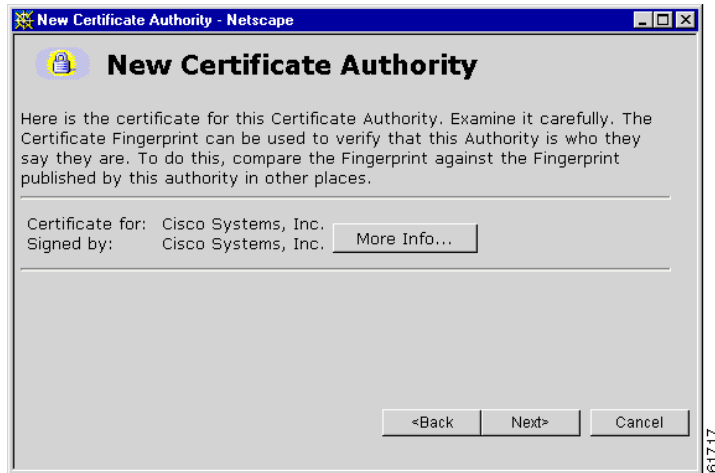 New Certificate Authority - Netscape
New Certificate Authority
Here is the certificate for this Certificate Authority. Examine it carefully. The
Certificate Fingerprint can be used to verify that this Authority is who they
say they are. To do this, compare the Fingerprint against the Fingerprint
published by this authority in other places.
Certificate for: Cisco Systems, Inc.
Signed by: Cisco Systems, Inc.
More Info...
<Back
Next>
Cancel
61717